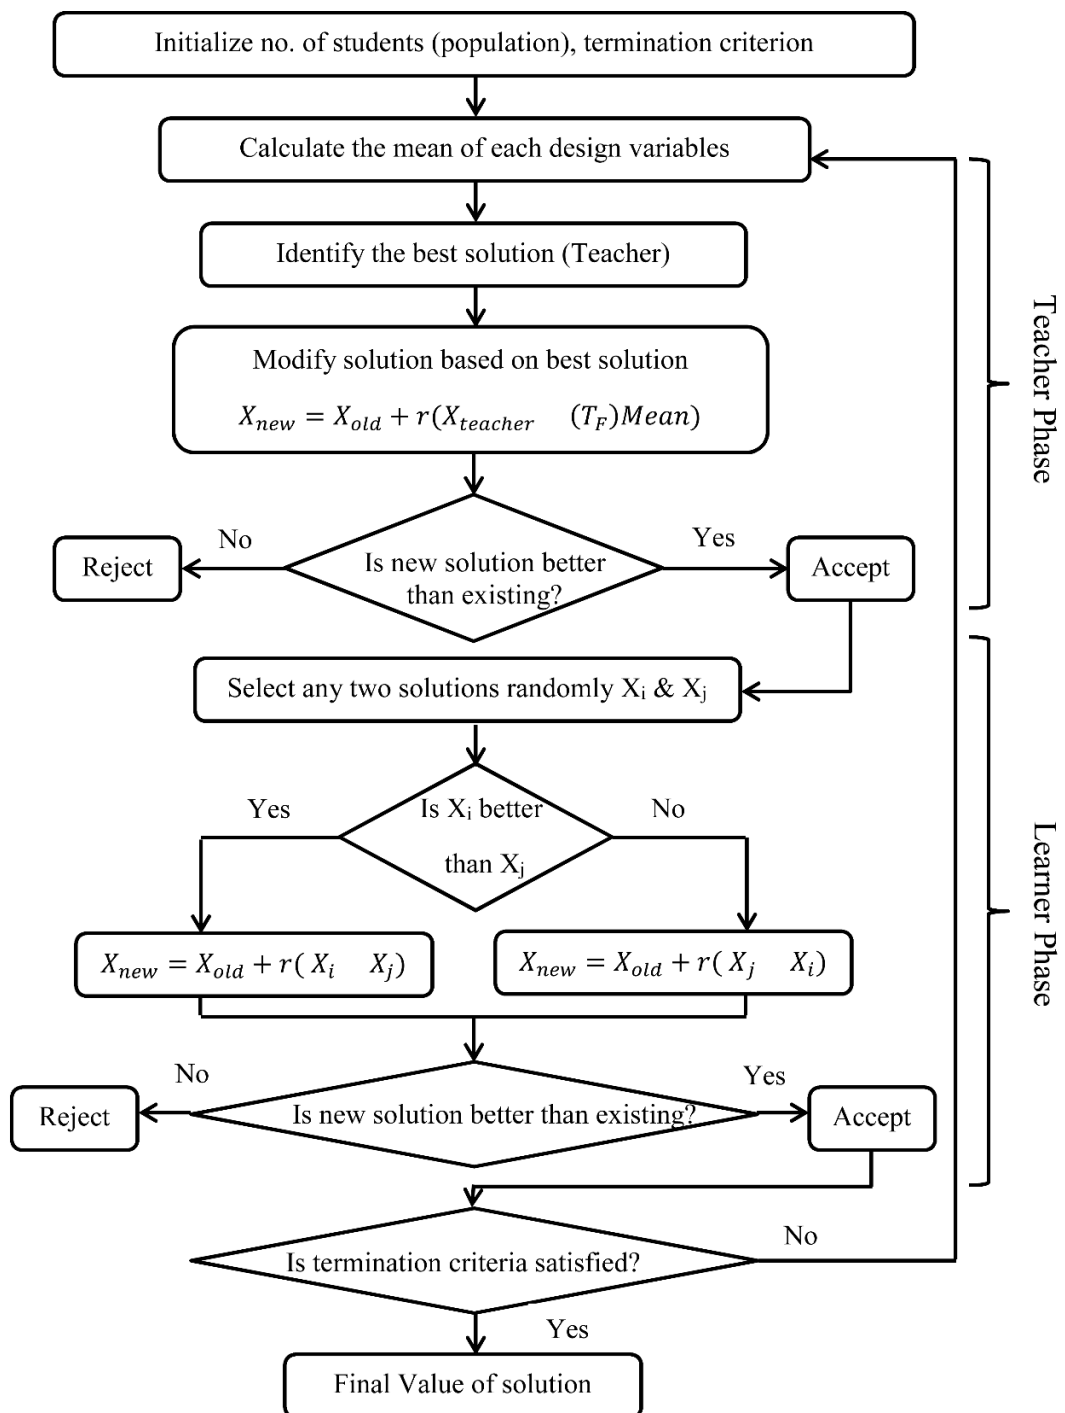 Initialize no. of students (population), termination criterion
Calculate the mean of each design variables
Identify the best solution (Teacher)
Modify solution based on best solution
X_new = X_old + r(X_teacher (T_F)Mean)
Teacher Phase
No
Yes
Reject
Is new solution better
than existing?
Accept
Select any two solutions randomly X_i & X_j
Yes
Is X_i better
than X_j
No
Learner Phase
X_new = X_old + r( X_i X_j)
X_new = X_old + r( X_j X_i)
No
Yes
Reject
Is new solution better than existing?
Accept
Is termination criteria satisfied?
No
Yes
Final Value of solution